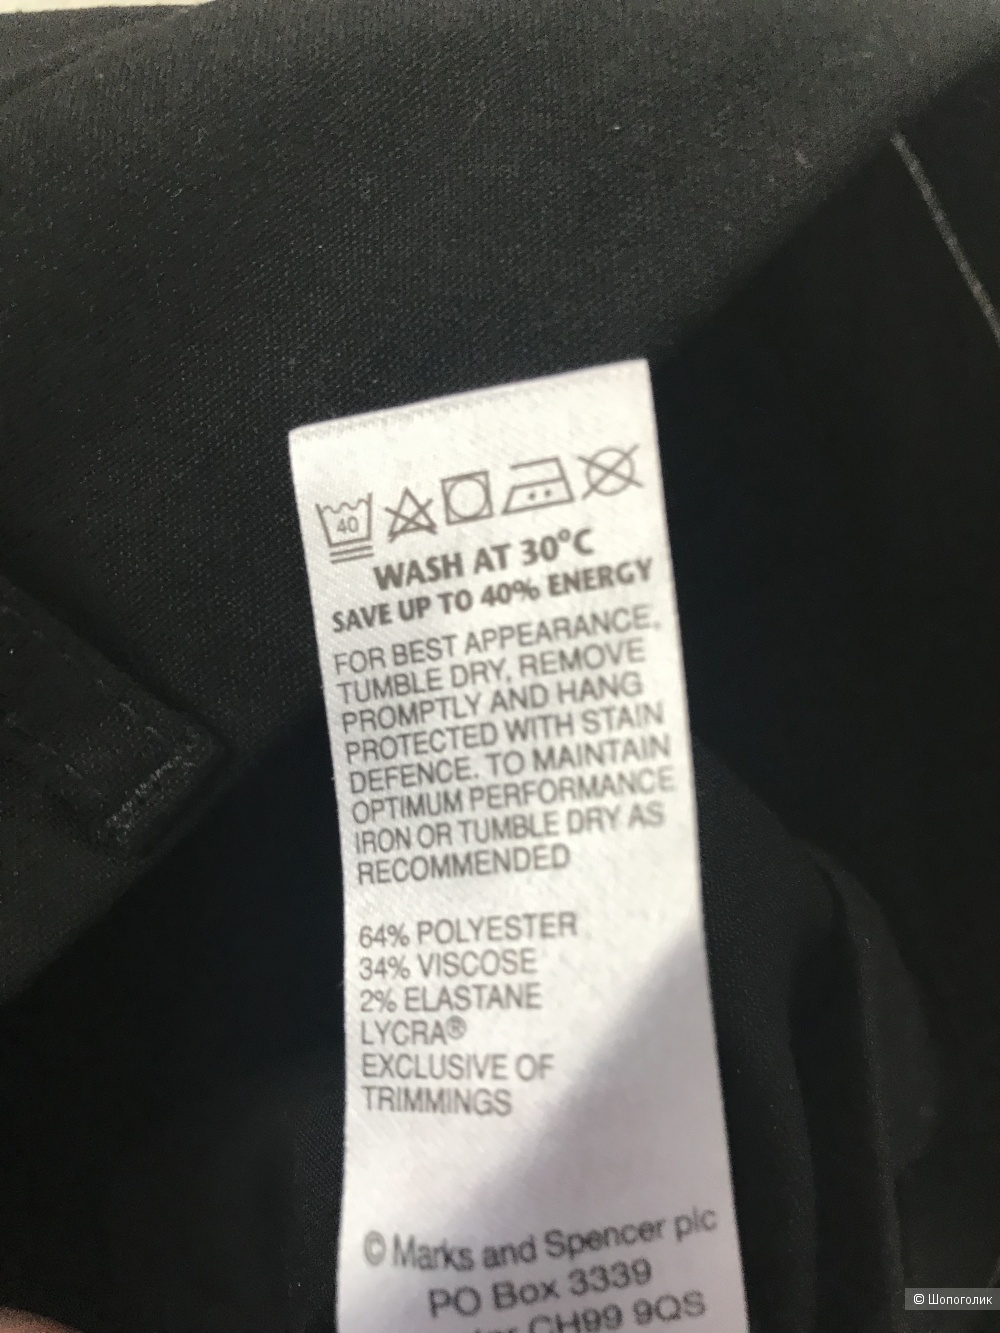 40
WASH AT 30°C
SAVE UP TO 40% ENERGY
FOR BEST APPEARANCE,
TUMBLE DRY, REMOVE
PROMPTLY AND HANG
PROTECTED WITH STAIN
DEFENCE. TO MAINTAIN
OPTIMUM PERFORMANCE
IRON OR TUMBLE DRY AS
RECOMMENDED
64% POLYESTER
34% VISCOSE
2% ELASTANE
LYCRA®
EXCLUSIVE OF
TRIMMINGS
© Marks and Spencer plc
PO Box 3339
CH99 9QS
© Шопоголик